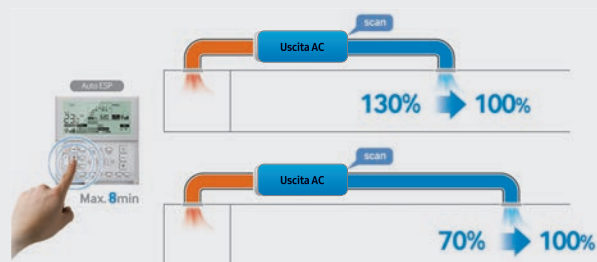 scan
Uscita AC
Auto ESP
130% 100%
Max. 8min
scan
Uscita AC
70% 100%